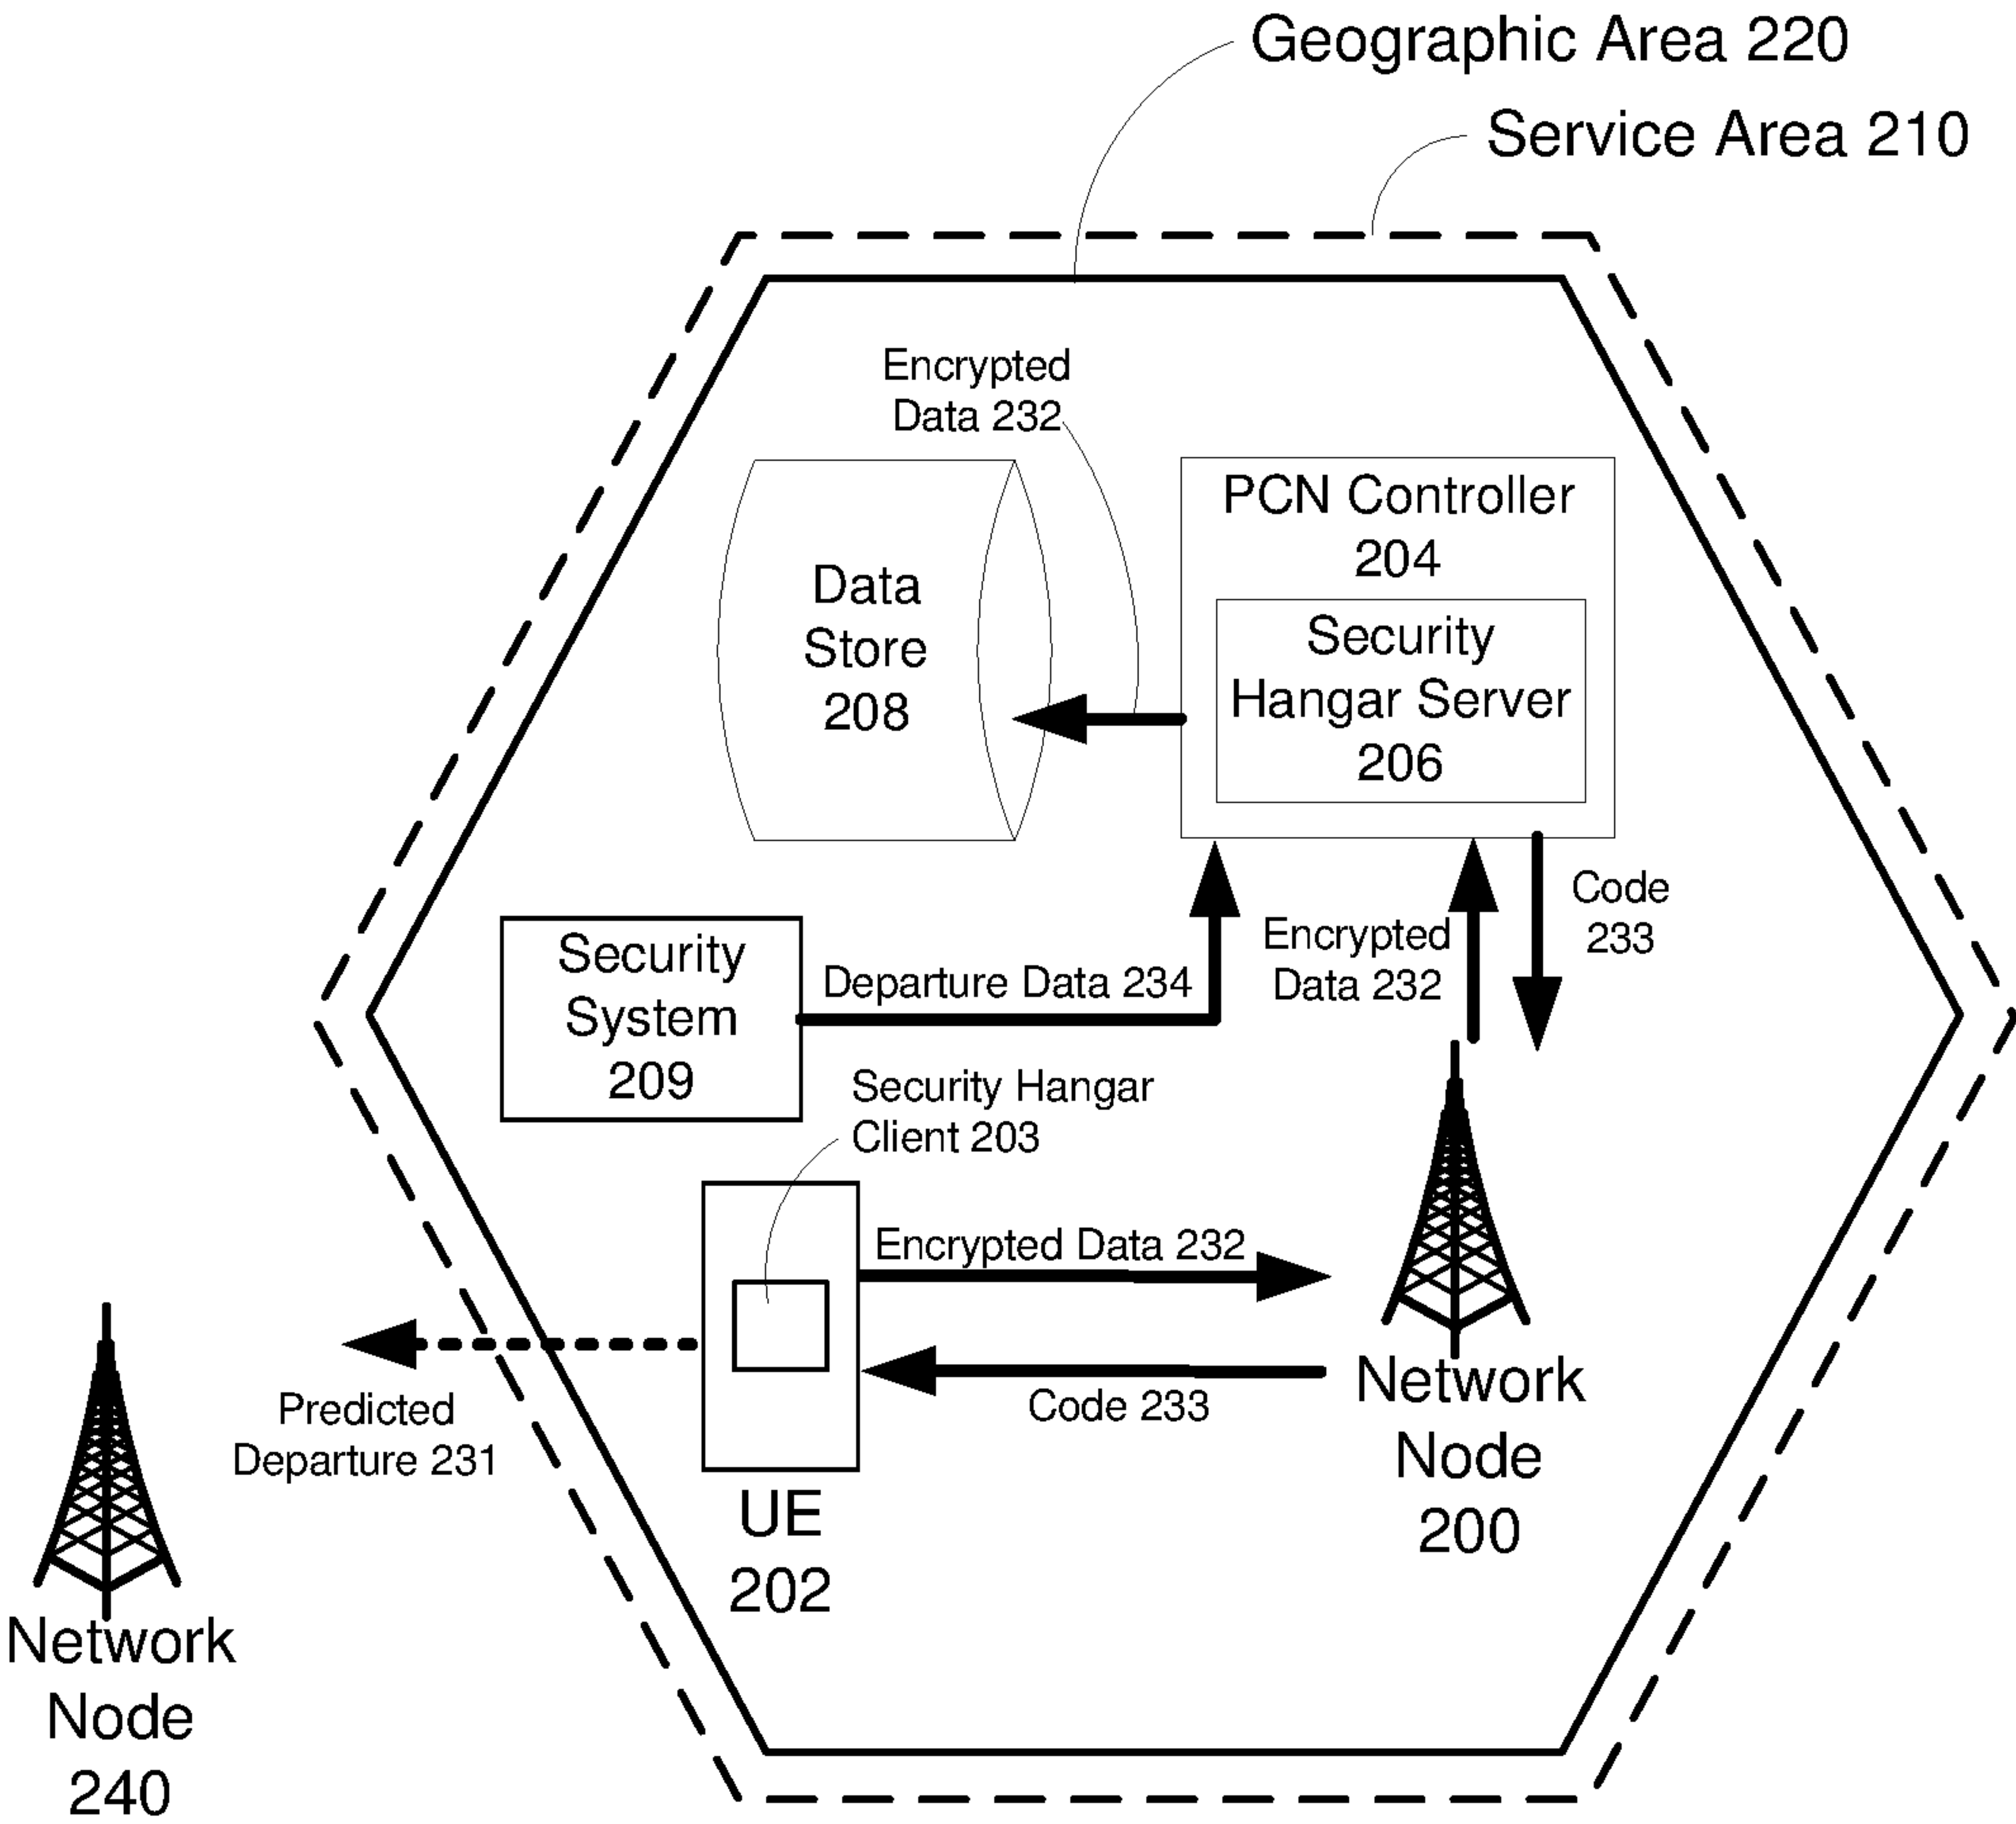 Geographic Area 220
Service Area 210
Encrypted
Data 232
PCN Controller
204
Security
Hangar Server
206
Data
Store
208
Code
233
Encrypted
Data 232
Security
System
209
Departure Data 234
Security Hangar
Client 203
Encrypted Data 232
Code 233
Network
Node
200
Predicted
Departure 231
UE
202
Network
Node
240